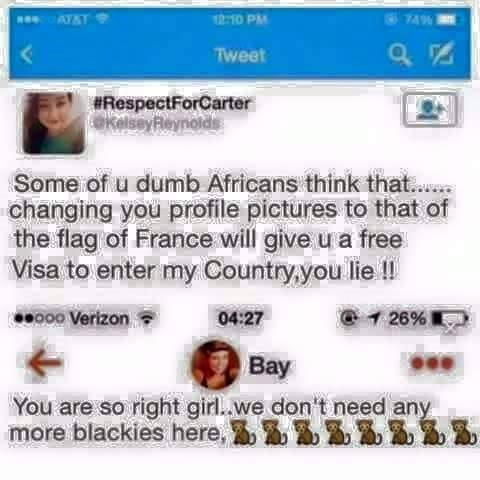 AT&T 12:10 PM 74%
Tweet
#RespectForCarter
@KelseyReynolds
Some of u dumb Africans think that......
changing you profile pictures to that of
the flag of France will give u a free
Visa to enter my Country,you lie !!
Verizon 04:27 26%
Bay
You are so right girl..we don't need any
more blackies here.🐒🐒🐒🐒🐒🐒🐒🐒